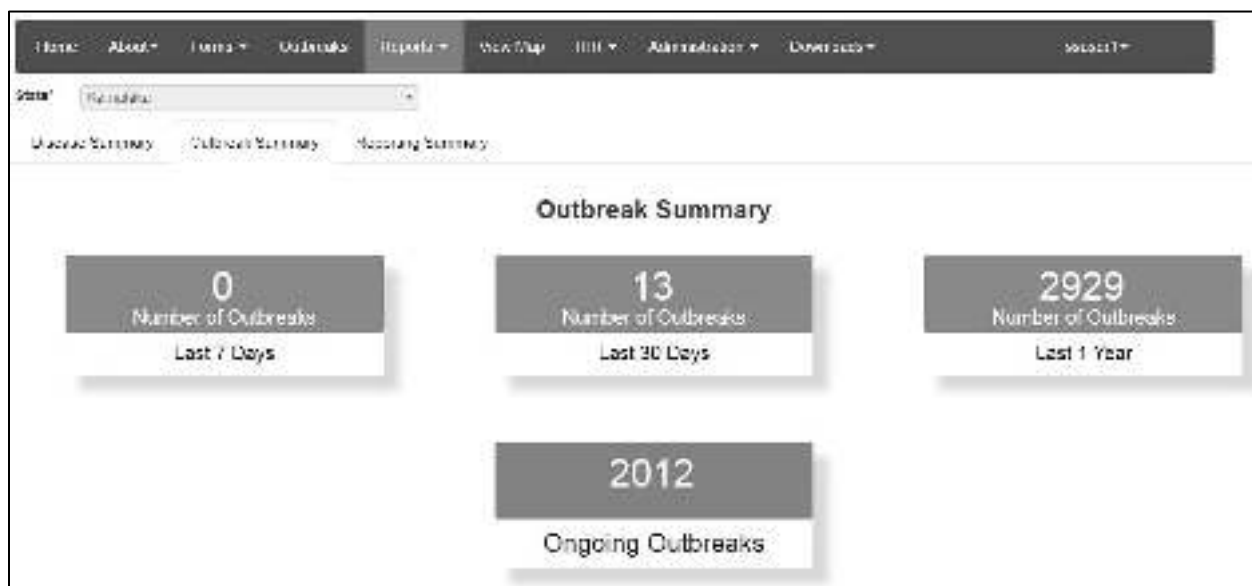 Home About Forms Outbreaks Reports View Map Administration Downloads
State*
Disease Summary Outbreak Summary Reporting Summary
Outbreak Summary
0 13 2929
Number of Outbreaks Number of Outbreaks Number of Outbreaks
Last 7 Days Last 30 Days Last 1 Year
2012
Ongoing Outbreaks